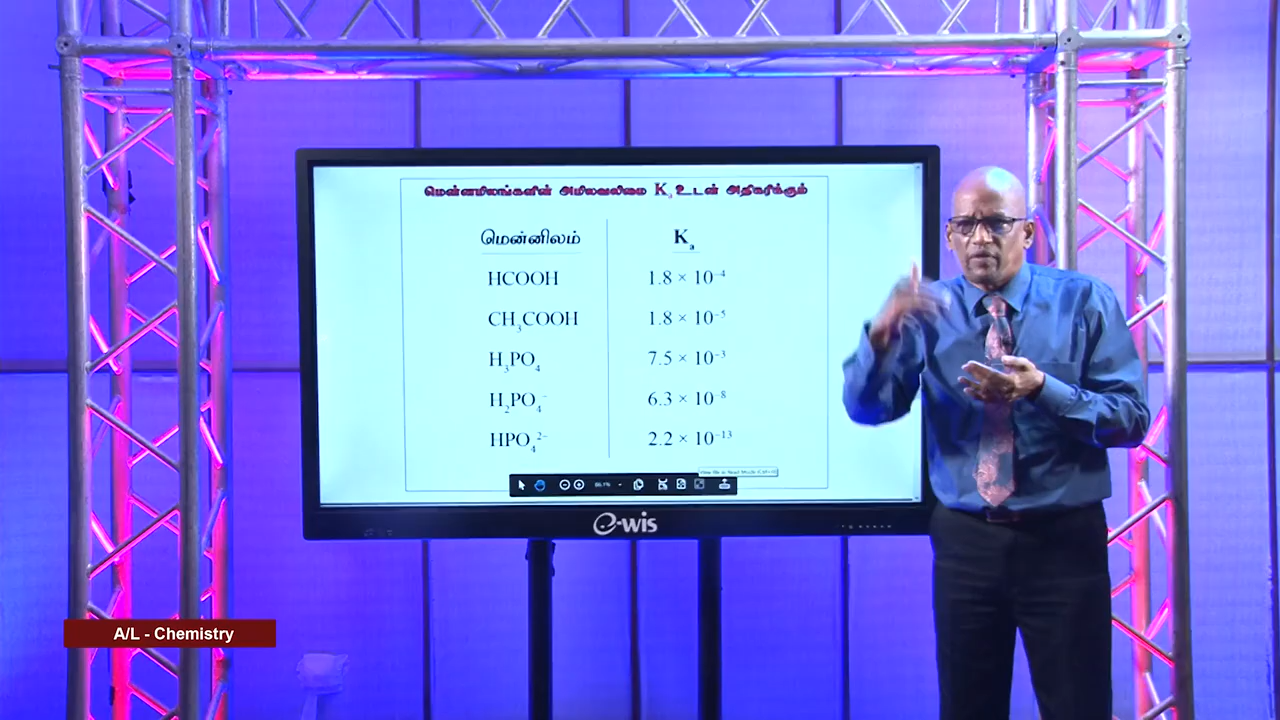 மென்னமிலங்களின் அமிலவலிமை Kₐ உடன் அதிகரிக்கும்
மென்னிலம் Kₐ
HCOOH 1.8 × 10⁻⁴
CH₃COOH 1.8 × 10⁻⁵
H₃PO₄ 7.5 × 10⁻³
H₂PO₄⁻ 6.3 × 10⁻⁸
HPO₄²⁻ 2.2 × 10⁻¹³
e-wis
A/L - Chemistry